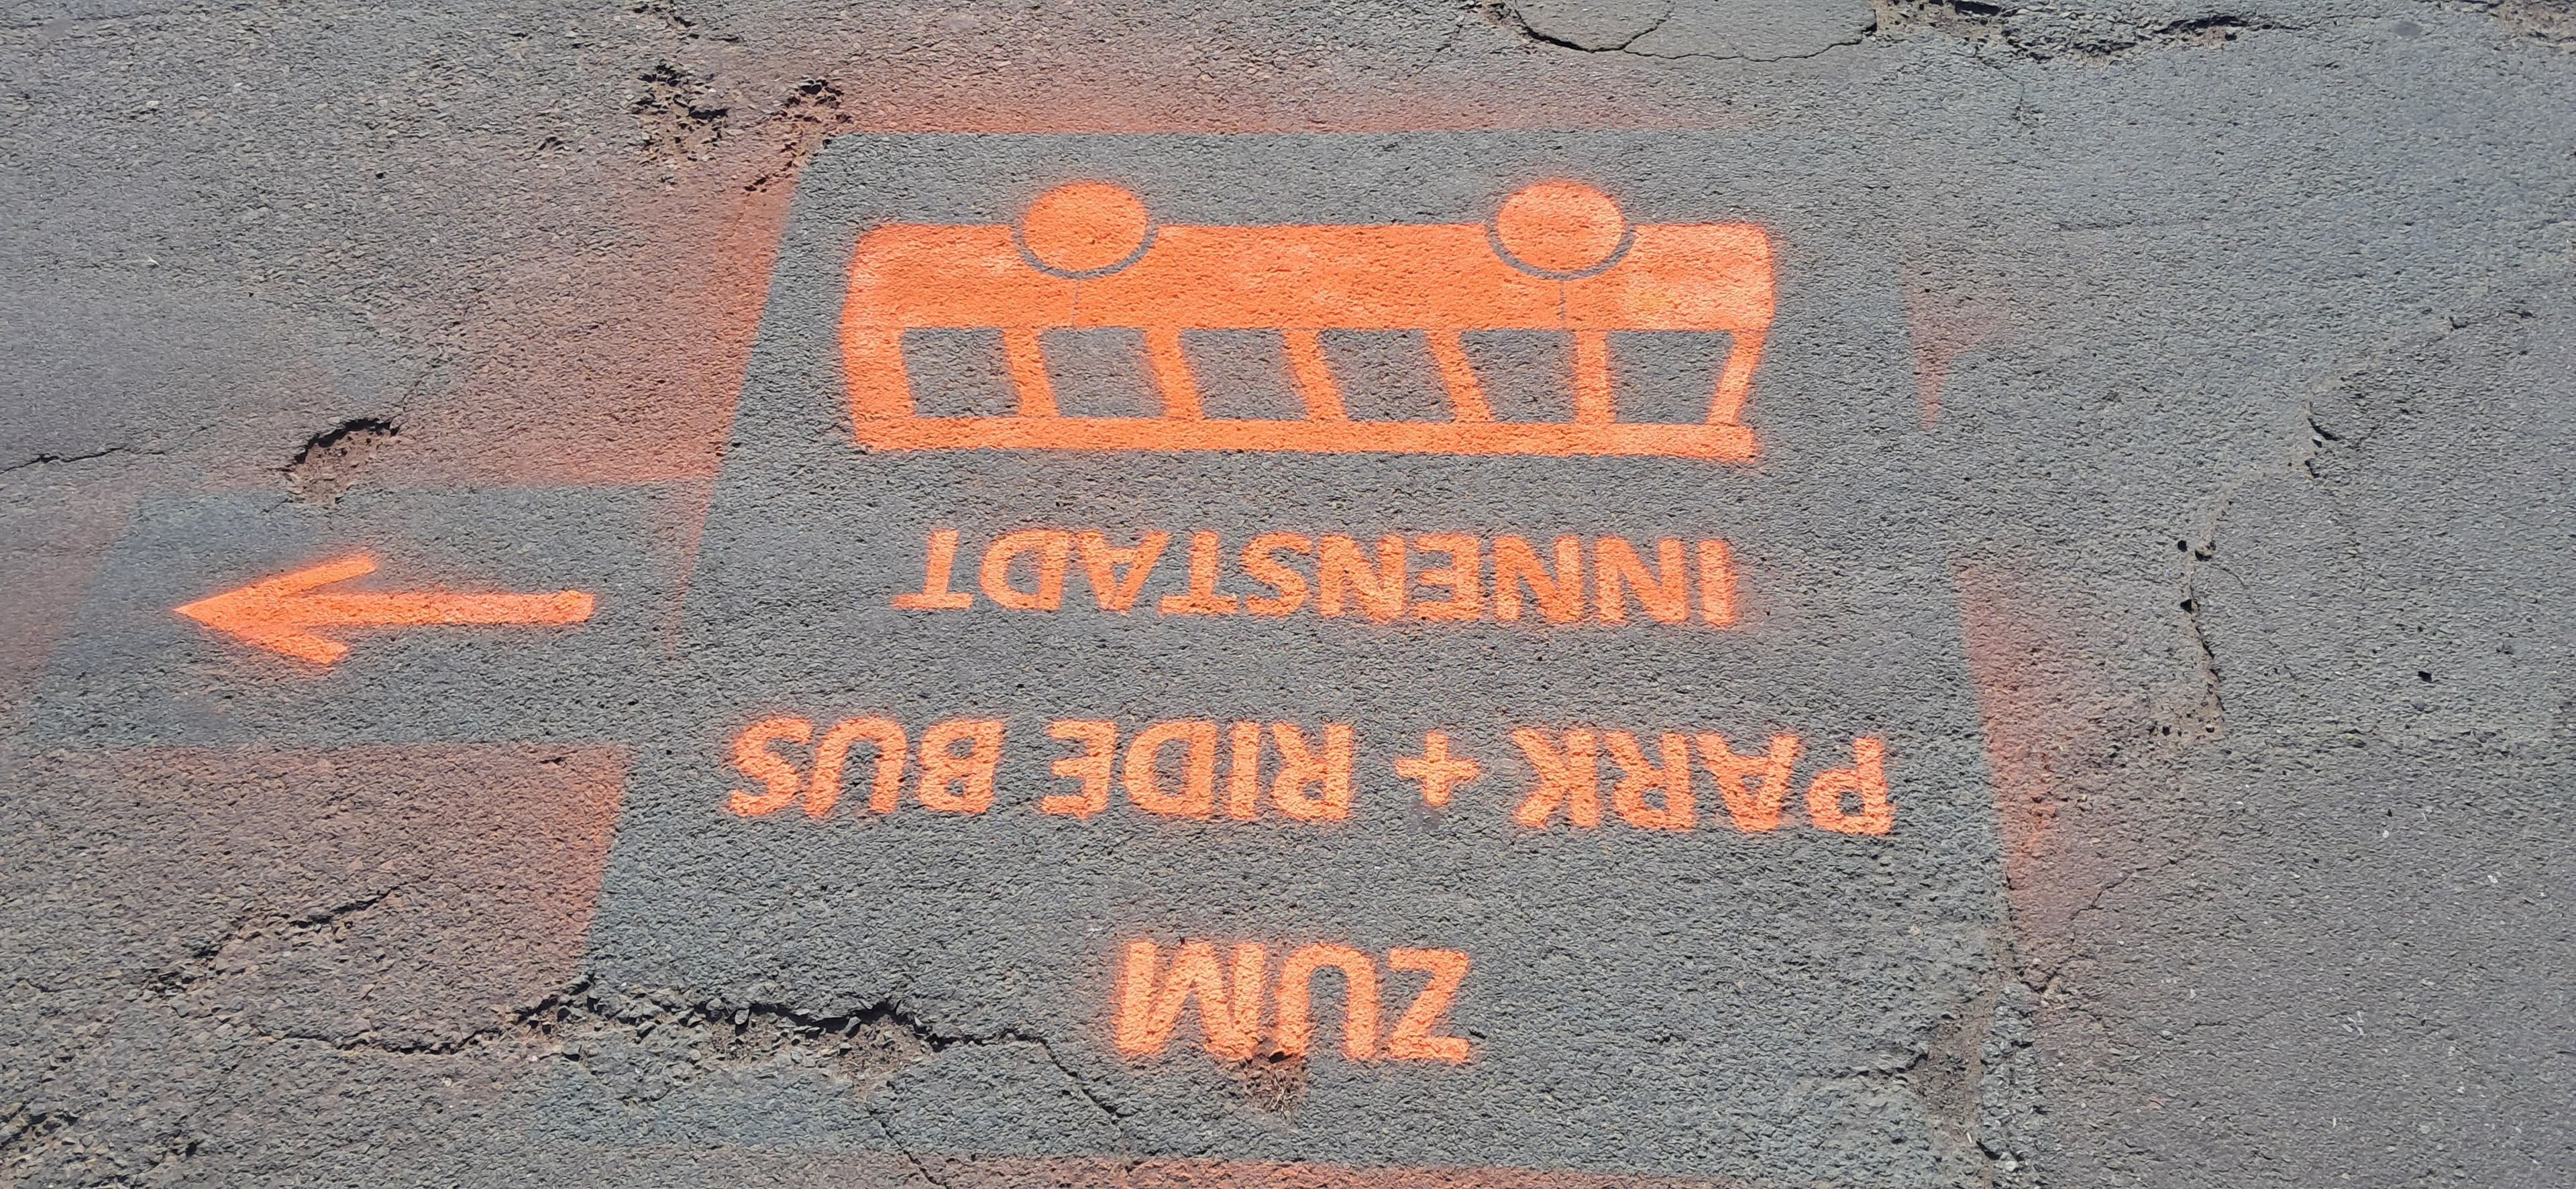 ZUM
PARK + RIDE BUS
INNENSTADT